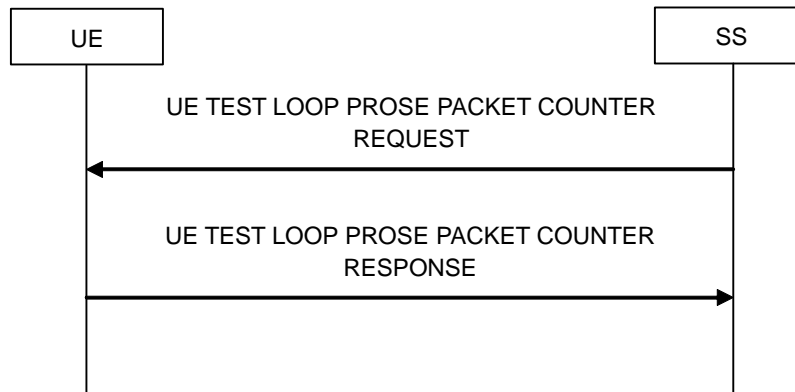 UE
SS
UE TEST LOOP PROSE PACKET COUNTER
REQUEST
UE TEST LOOP PROSE PACKET COUNTER
RESPONSE